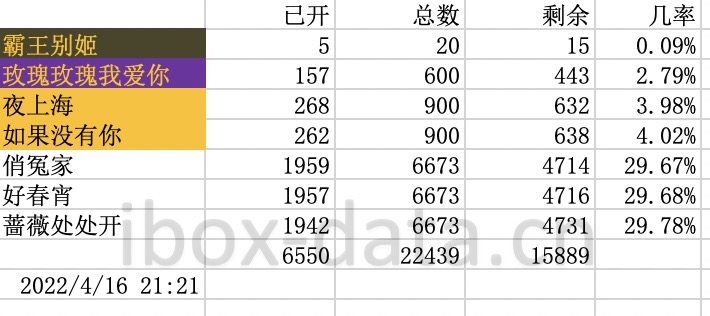 已开 总数 剩余 几率
霸王别姬 5 20 15 0.09%
玫瑰玫瑰我爱你 157 600 443 2.79%
夜上海 268 900 632 3.98%
如果没有你 262 900 638 4.02%
俏冤家 1959 6673 4714 29.67%
好春宵 1957 6673 4716 29.68%
蔷薇处处开 1942 6673 4731 29.78%
6550 22439 15889
2022/4/16 21:21
ibox-data.cn